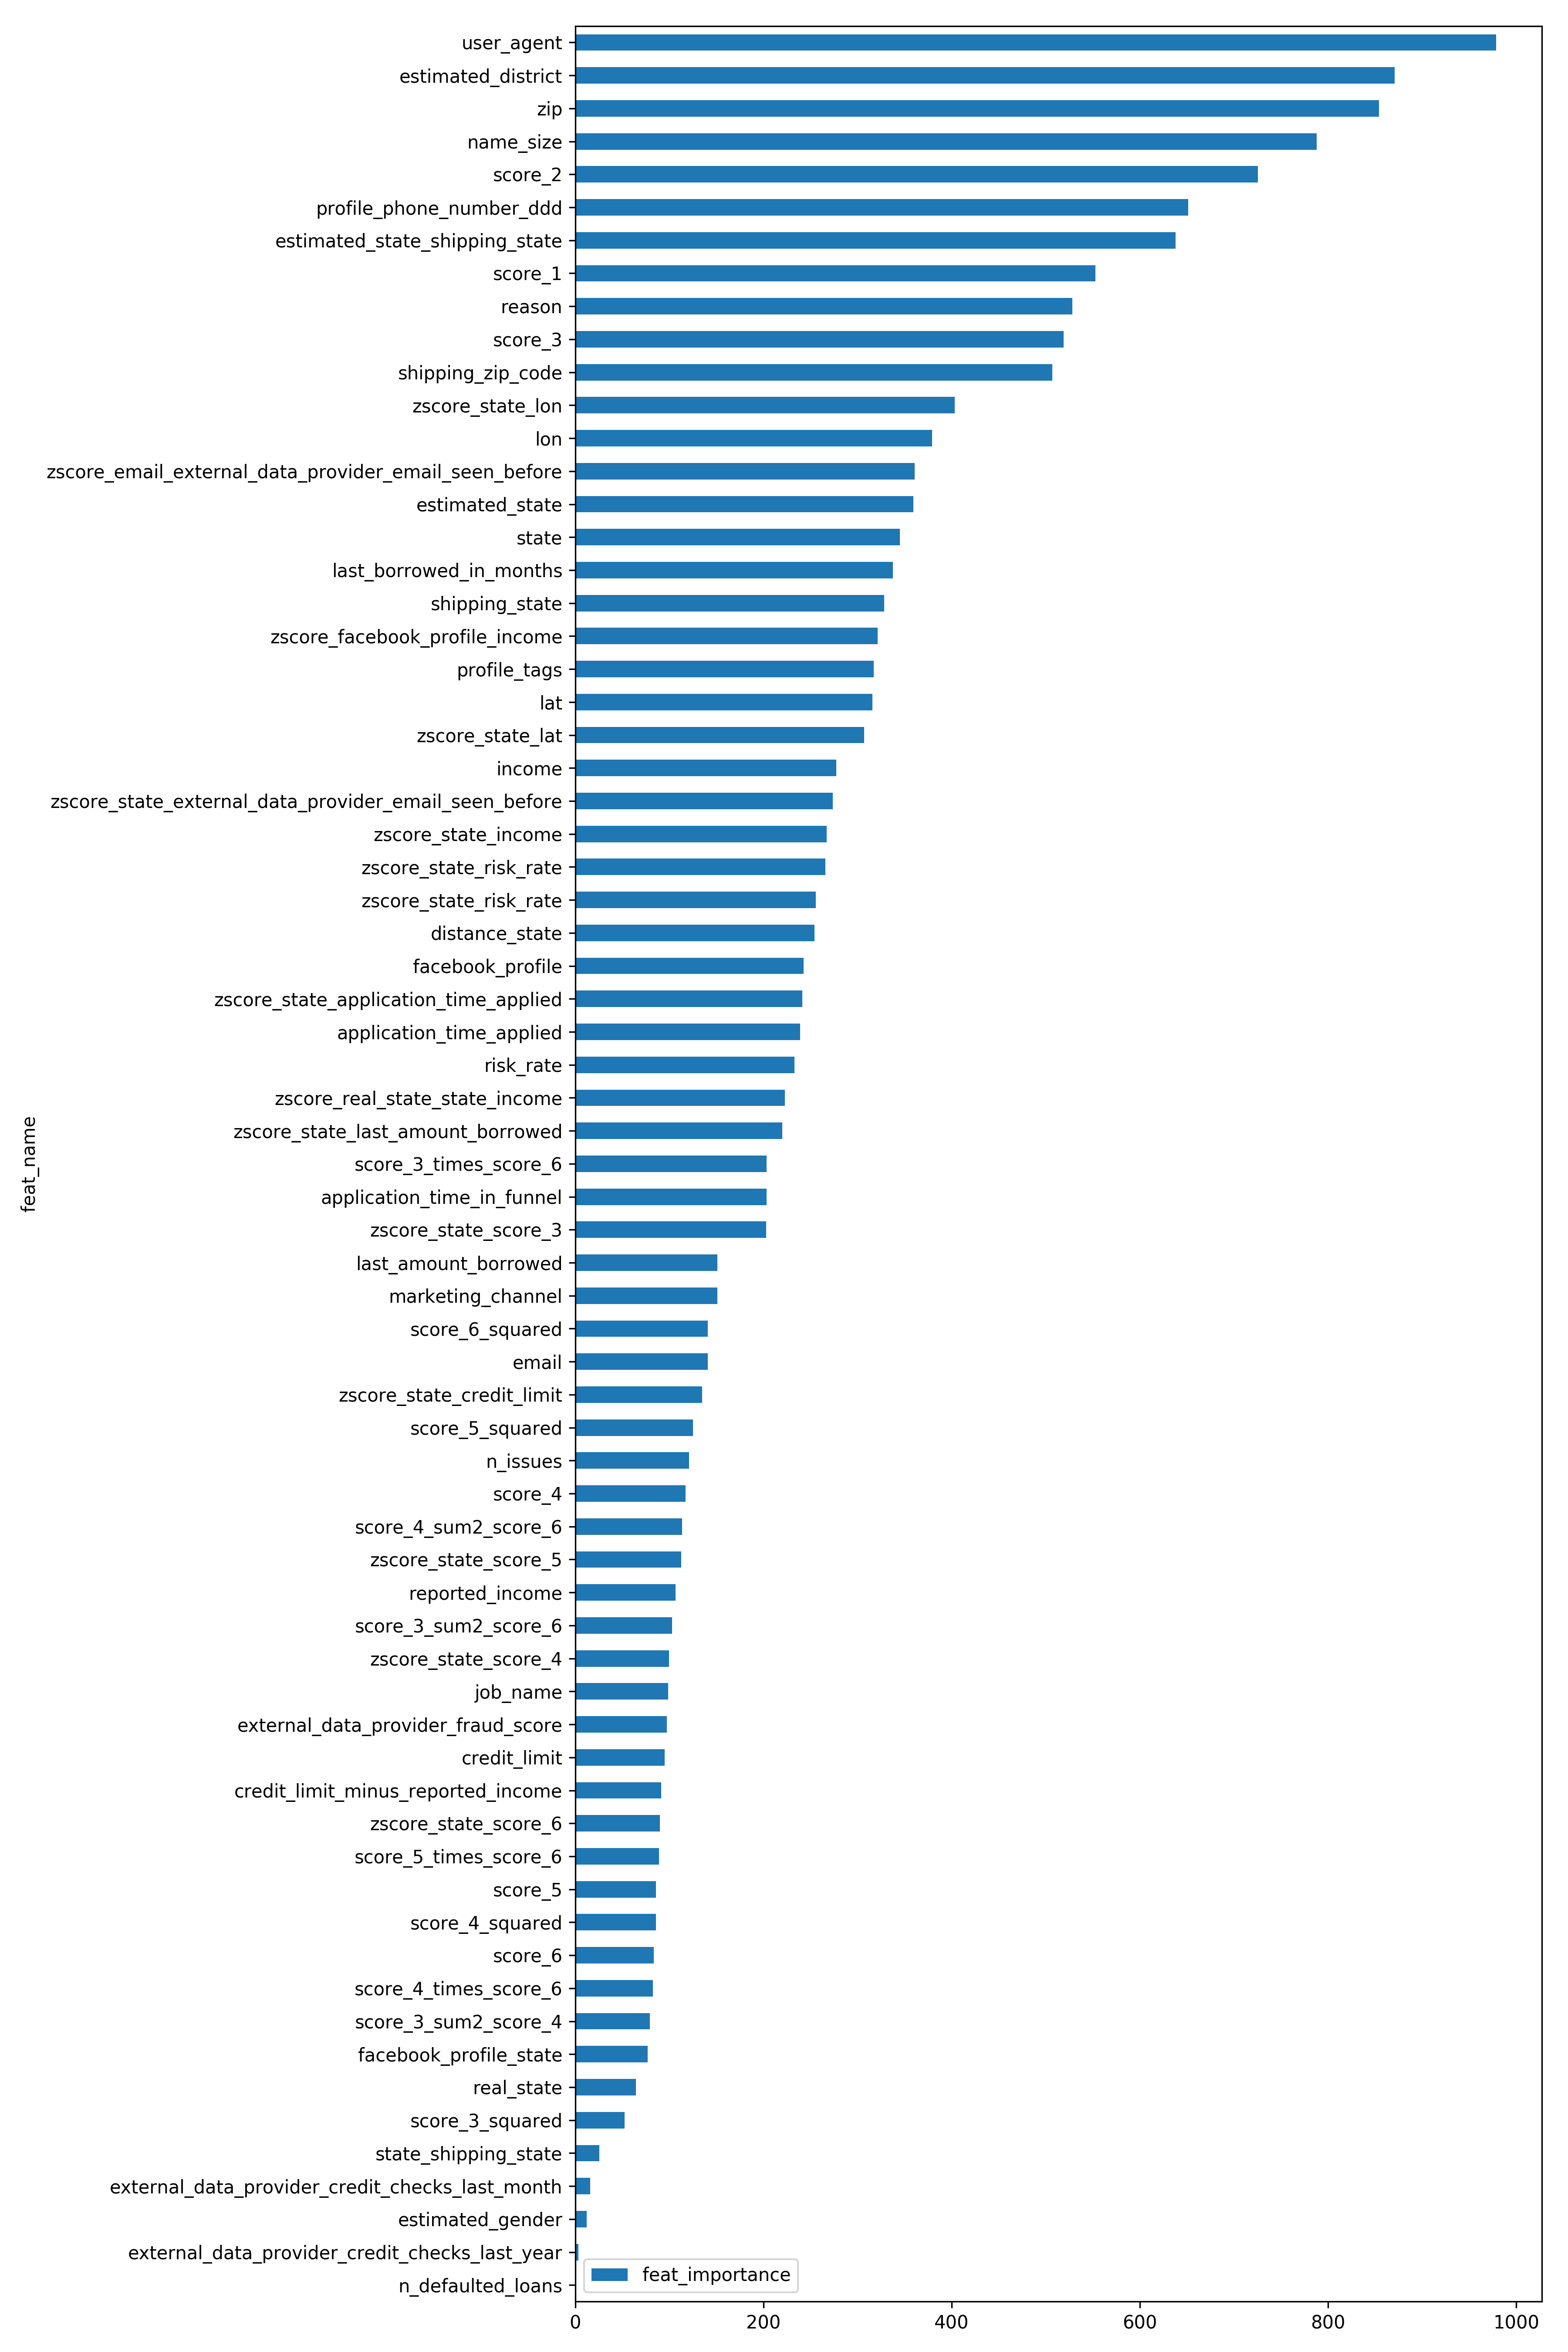 user_agent
estimated_district
zip
name_size
score_2
profile_phone_number_ddd
estimated_state_shipping_state
score_1
reason
score_3
shipping_zip_code
zscore_state_lon
lon
zscore_email_external_data_provider_email_seen_before
estimated_state
state
last_borrowed_in_months
shipping_state
zscore_facebook_profile_income
profile_tags
lat
zscore_state_lat
income
zscore_state_external_data_provider_email_seen_before
zscore_state_income
zscore_state_risk_rate
zscore_state_risk_rate
distance_state
facebook_profile
zscore_state_application_time_applied
application_time_applied
risk_rate
zscore_real_state_state_income
zscore_state_last_amount_borrowed
score_3_times_score_6
application_time_in_funnel
zscore_state_score_3
last_amount_borrowed
marketing_channel
score_6_squared
email
zscore_state_credit_limit
score_5_squared
n_issues
score_4
score_4_sum2_score_6
zscore_state_score_5
reported_income
score_3_sum2_score_6
zscore_state_score_4
job_name
external_data_provider_fraud_score
credit_limit
credit_limit_minus_reported_income
zscore_state_score_6
score_5_times_score_6
score_5
score_4_squared
score_6
score_4_times_score_6
score_3_sum2_score_4
facebook_profile_state
real_state
score_3_squared
state_shipping_state
external_data_provider_credit_checks_last_month
estimated_gender
external_data_provider_credit_checks_last_year
n_defaulted_loans
feat_name
feat_importance
0 200 400 600 800 1000